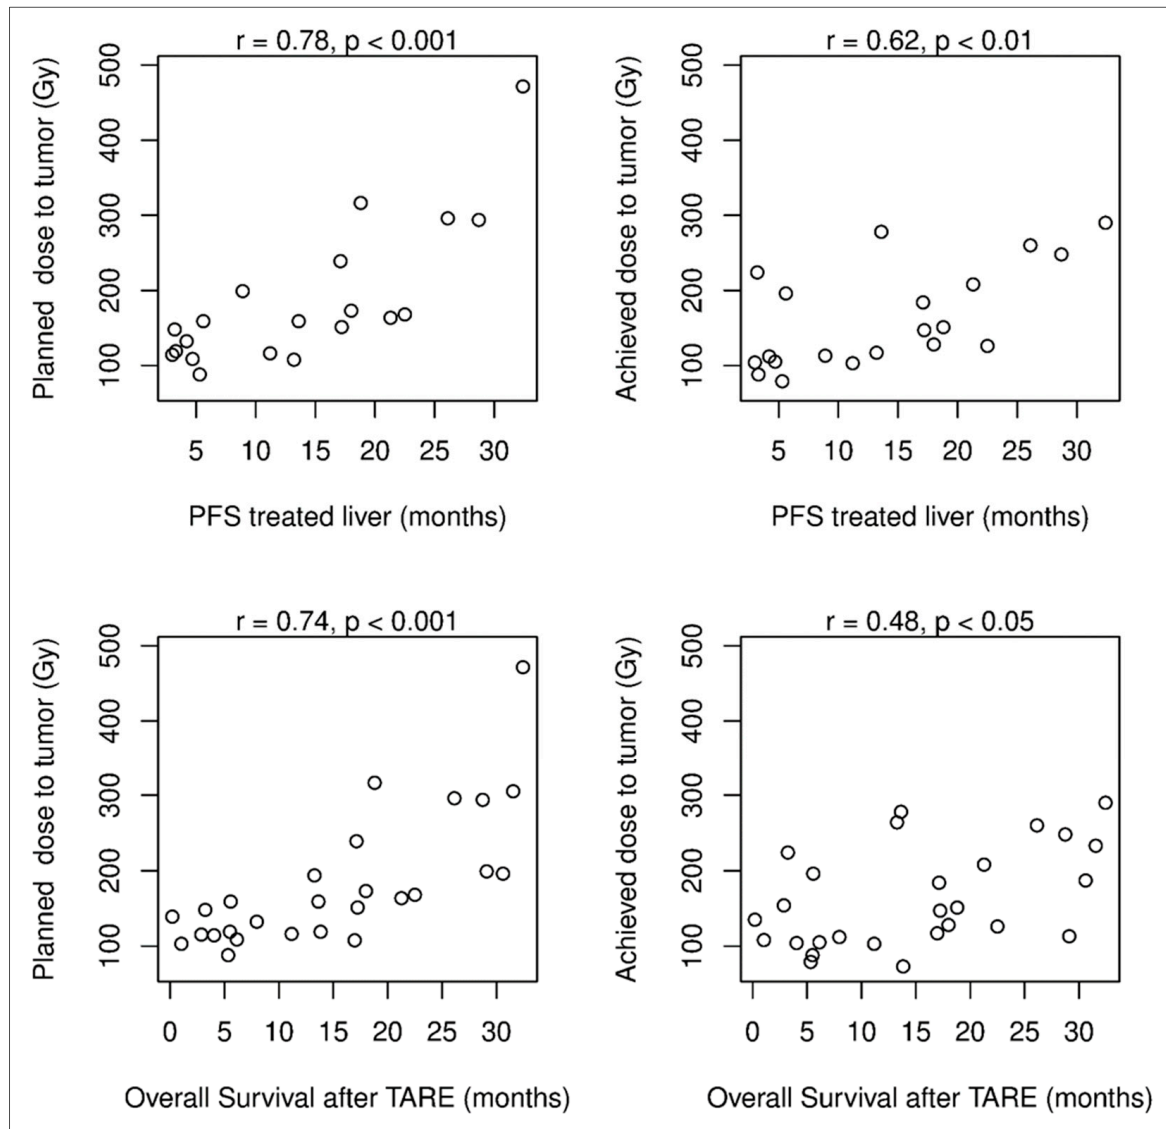 r = 0.78, p < 0.001
Planned dose to tumor (Gy)
500
400
300
200
100
5 10 15 20 25 30
PFS treated liver (months)
r = 0.62, p < 0.01
Achieved dose to tumor (Gy)
500
400
300
200
100
5 10 15 20 25 30
PFS treated liver (months)
r = 0.74, p < 0.001
Planned dose to tumor (Gy)
500
400
300
200
100
0 5 10 15 20 25 30
Overall Survival after TARE (months)
r = 0.48, p < 0.05
Achieved dose to tumor (Gy)
500
400
300
200
100
0 5 10 15 20 25 30
Overall Survival after TARE (months)